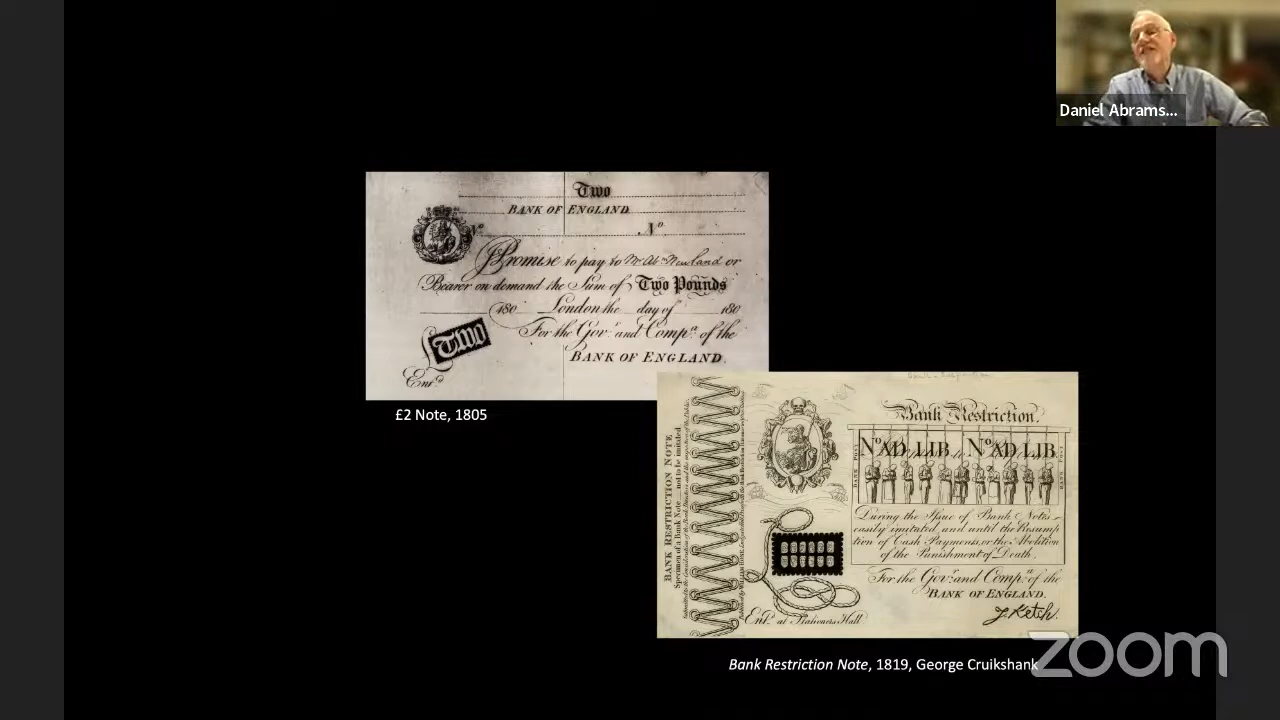 Daniel Abrams...
Two
BANK OF ENGLAND
Nº
Nº
Promise to pay to Mr. Abm. Newland or
Bearer on demand the Sum of Two Pounds
180 London the day of 180
For the Govr. and Compa. of the
BANK OF ENGLAND.
TWO
Entd.
£2 Note, 1805
BANK RESTRICTION NOTE
Specimen of a Bank Note not to be imitated
Bank Restriction.
Nº AD LIB Nº AD LIB
BANK POST
During the Issue of Bank Notes
easily imitated, and until the Resump
tion of Cash Payments, or the Abolition
of the Punishment of Death.
For the Govr. and Compa. of the
BANK OF ENGLAND.
J. Ketch.
Entd. at Stationers Hall
Bank Restriction Note, 1819, George Cruikshank
zoom